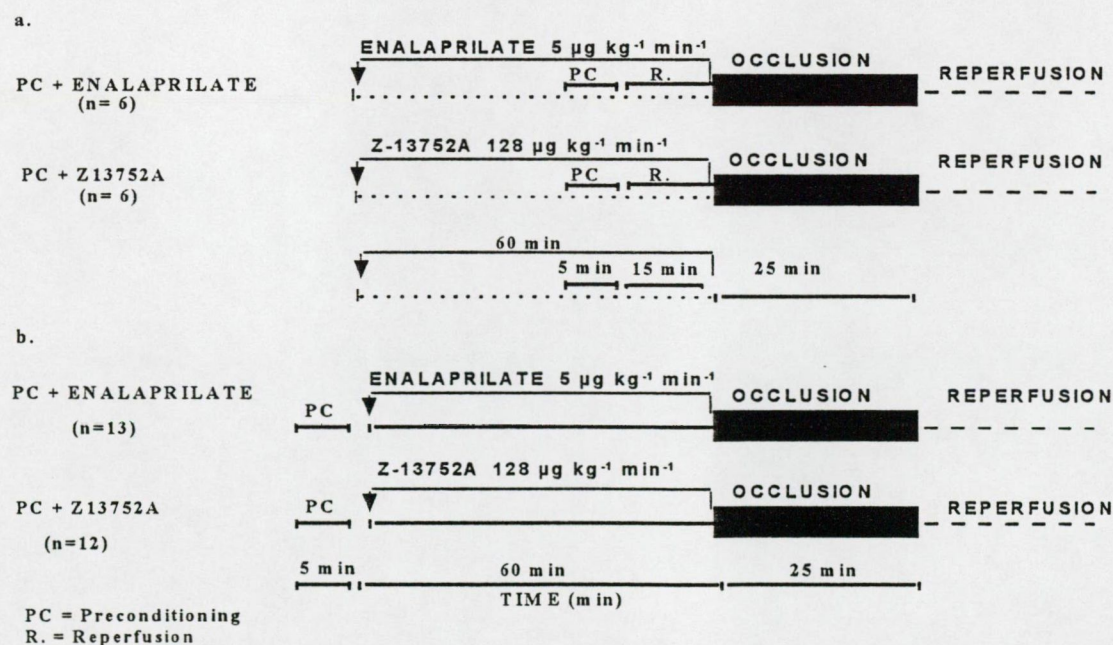 a.
ENALAPRILATE 5 µg kg⁻¹ min⁻¹
OCCLUSION
PC + ENALAPRILATE
PC R.
REPERFUSION
(n= 6)
Z-13752A 128 µg kg⁻¹ min⁻¹
OCCLUSION
PC + Z13752A
PC R.
REPERFUSION
(n= 6)
60 min
5 min 15 min 25 min
b.
ENALAPRILATE 5 µg kg⁻¹ min⁻¹
OCCLUSION
PC + ENALAPRILATE
PC
REPERFUSION
(n=13)
Z-13752A 128 µg kg⁻¹ min⁻¹
OCCLUSION
PC + Z13752A
PC
REPERFUSION
(n=12)
5 min 60 min 25 min
TIME (min)
PC = Preconditioning
R. = Reperfusion